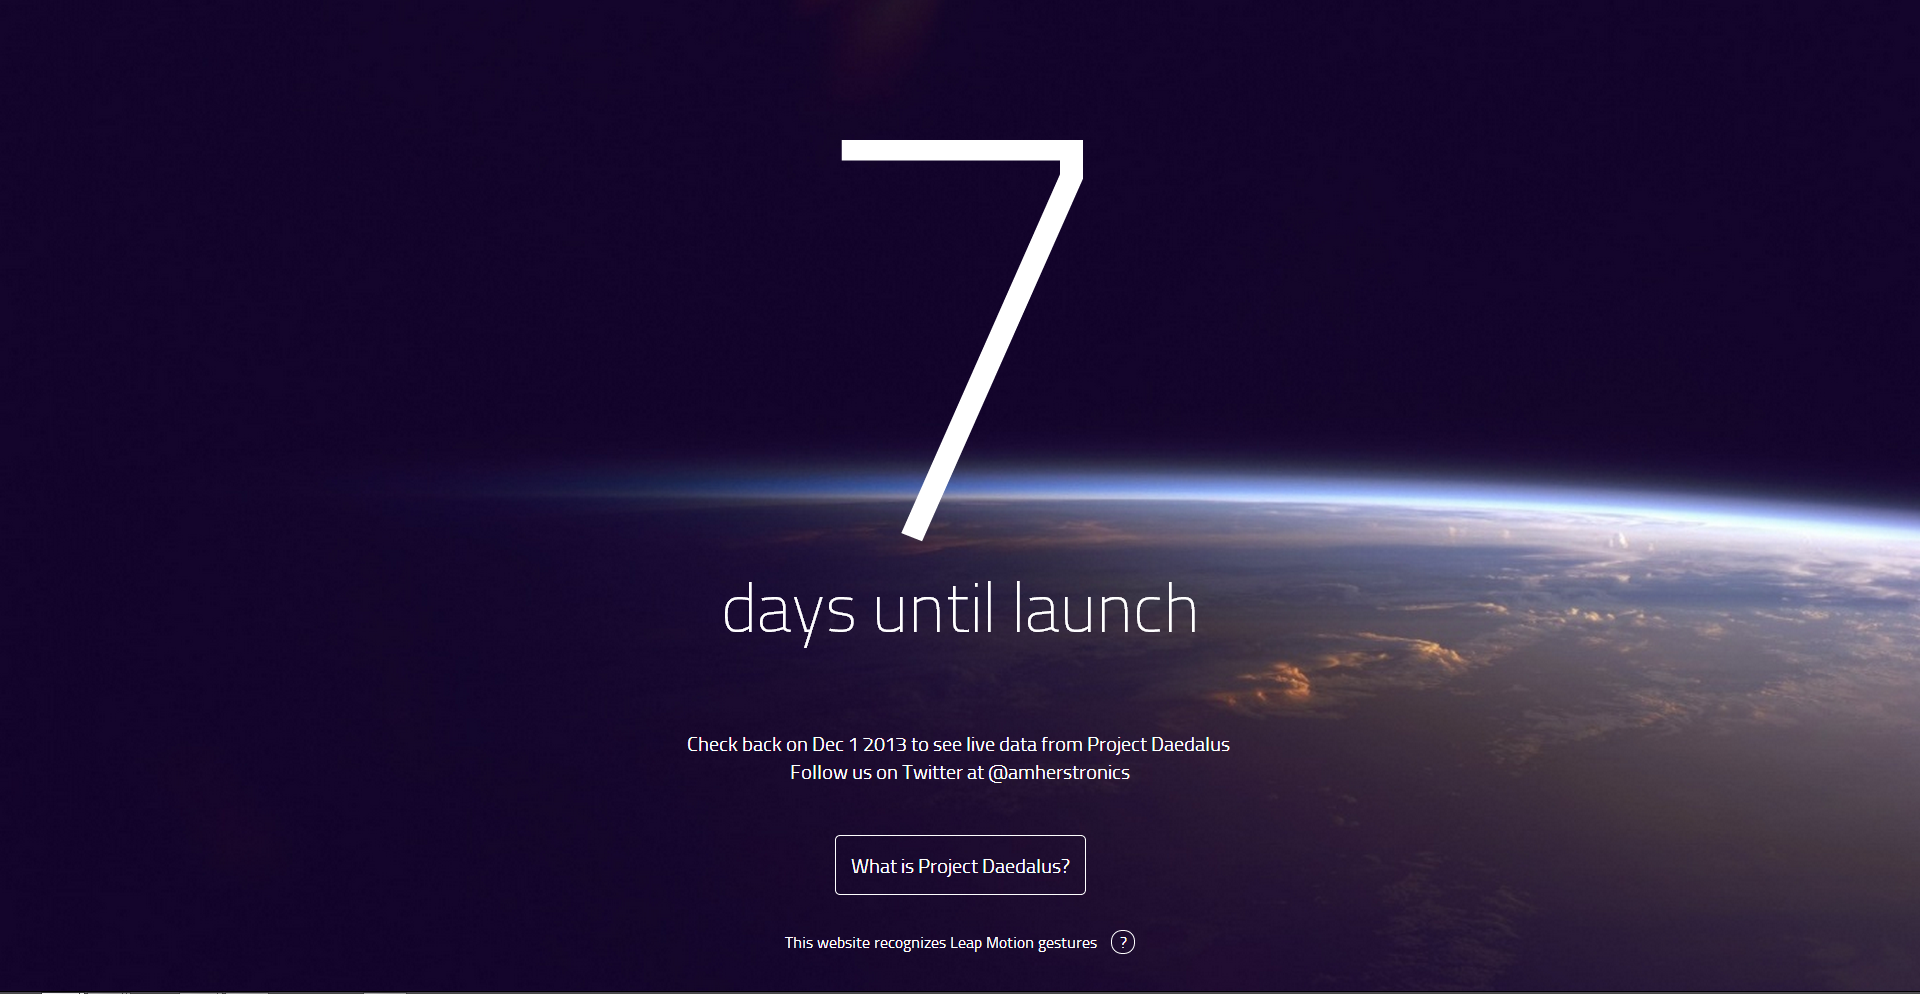 7
days until launch
Check back on Dec 1 2013 to see live data from Project Daedalus
Follow us on Twitter at @amherstronics
What is Project Daedalus?
This website recognizes Leap Motion gestures ?